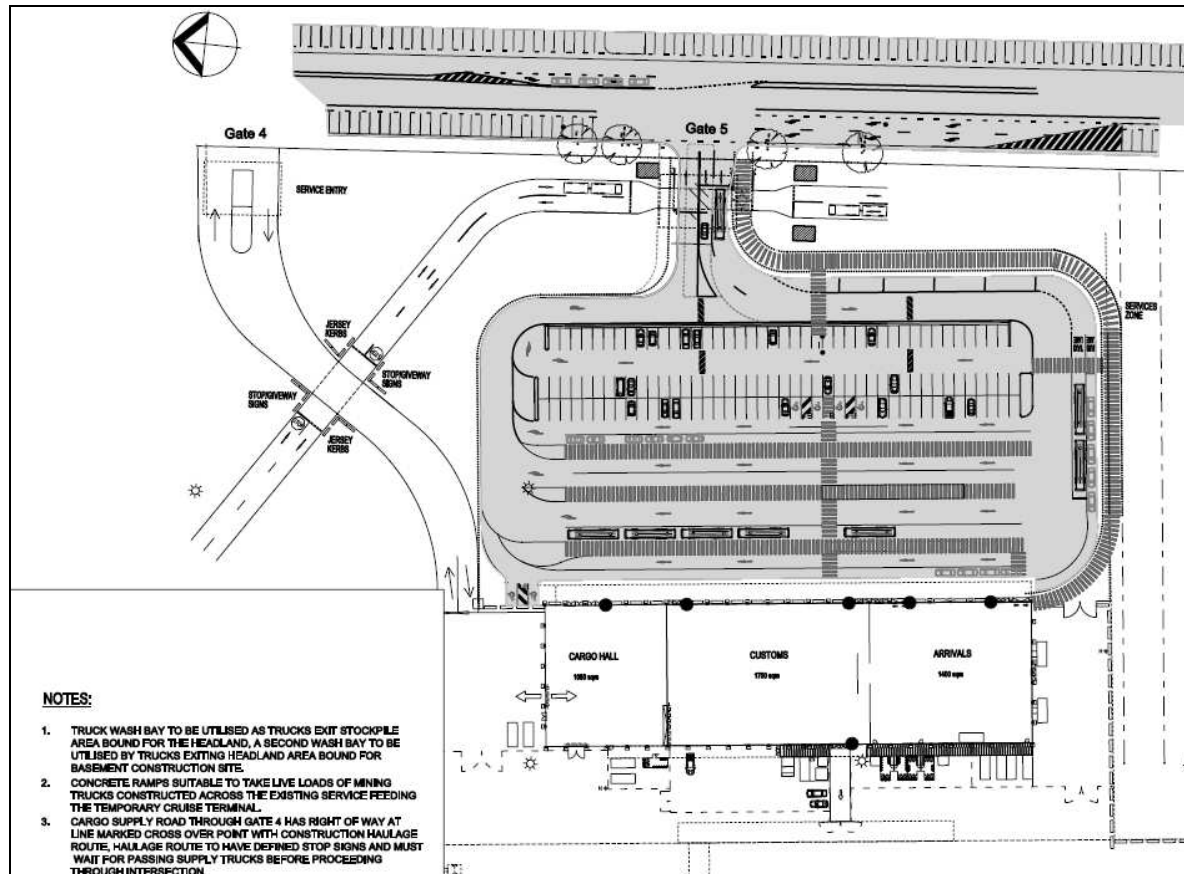 Gate 4
Gate 5
SERVICE ENTRY
SERVICES
ZONE
JERSEY
KERBS
STOP/GIVEWAY
SIGNS
STOP/GIVEWAY
SIGNS
JERSEY
KERBS
CARGO HALL
CUSTOMS
1700 sqm
ARRIVALS
1400 sqm
NOTES:
1. TRUCK WASH BAY TO BE UTILISED AS TRUCKS EXIT STOCKPILE
AREA BOUND FOR THE HEADLAND, A SECOND WASH BAY TO BE
UTILISED BY TRUCKS EXITING HEADLAND AREA BOUND FOR
BASEMENT CONSTRUCTION SITE.
2. CONCRETE RAMPS SUITABLE TO TAKE LIVE LOADS OF MINING
TRUCKS CONSTRUCTED ACROSS THE EXISTING SERVICE FEEDING
THE TEMPORARY CRUISE TERMINAL.
3. CARGO SUPPLY ROAD THROUGH GATE 4 HAS RIGHT OF WAY AT
LINE MARKED CROSS OVER POINT WITH CONSTRUCTION HAULAGE
ROUTE, HAULAGE ROUTE TO HAVE DEFINED STOP SIGNS AND MUST
WAIT FOR PASSING SUPPLY TRUCKS BEFORE PROCEEDING
THROUGH INTERSECTION